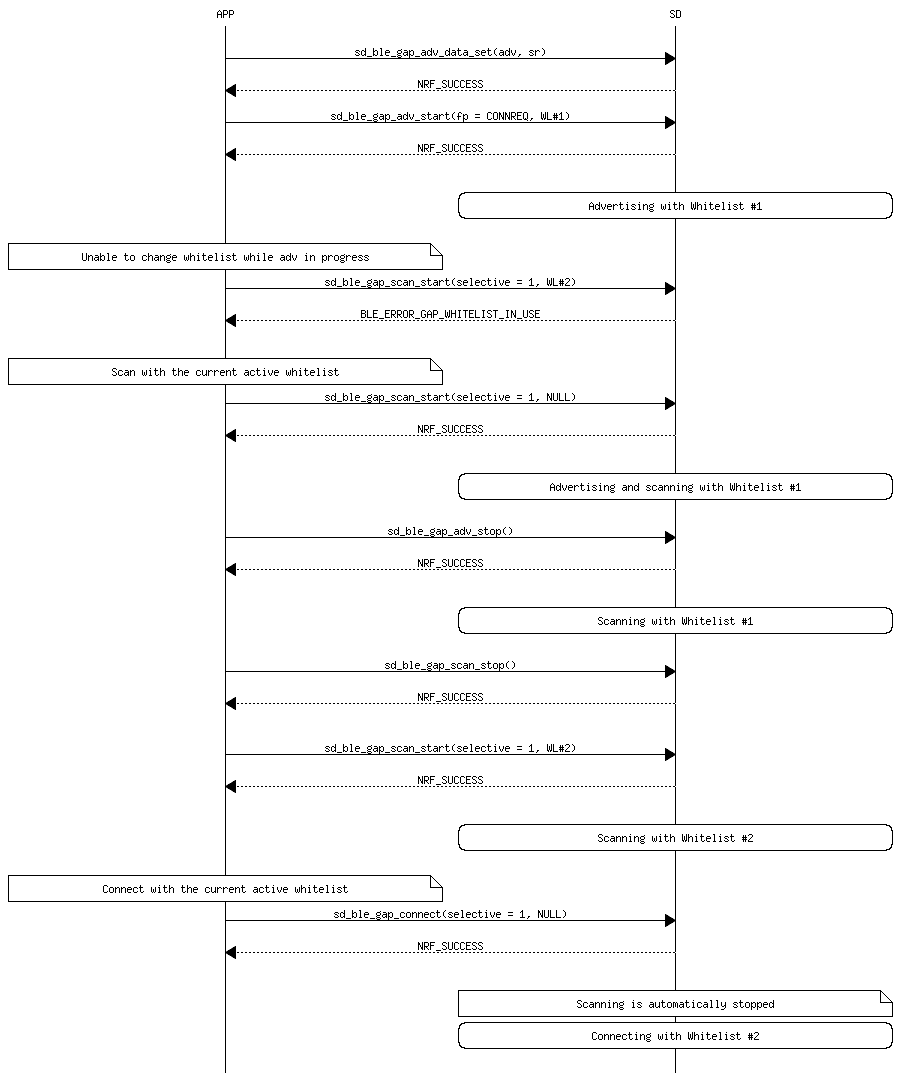 APP
SD
sd_ble_gap_adv_data_set(adv, sr)
NRF_SUCCESS
sd_ble_gap_adv_start(fp = CONNREQ, WL#1)
NRF_SUCCESS
Advertising with Whitelist #1
Unable to change whitelist while adv in progress
sd_ble_gap_scan_start(selective = 1, WL#2)
BLE_ERROR_GAP_WHITELIST_IN_USE
Scan with the current active whitelist
sd_ble_gap_scan_start(selective = 1, NULL)
NRF_SUCCESS
Advertising and scanning with Whitelist #1
sd_ble_gap_adv_stop()
NRF_SUCCESS
Scanning with Whitelist #1
sd_ble_gap_scan_stop()
NRF_SUCCESS
sd_ble_gap_scan_start(selective = 1, WL#2)
NRF_SUCCESS
Scanning with Whitelist #2
Connect with the current active whitelist
sd_ble_gap_connect(selective = 1, NULL)
NRF_SUCCESS
Scanning is automatically stopped
Connecting with Whitelist #2